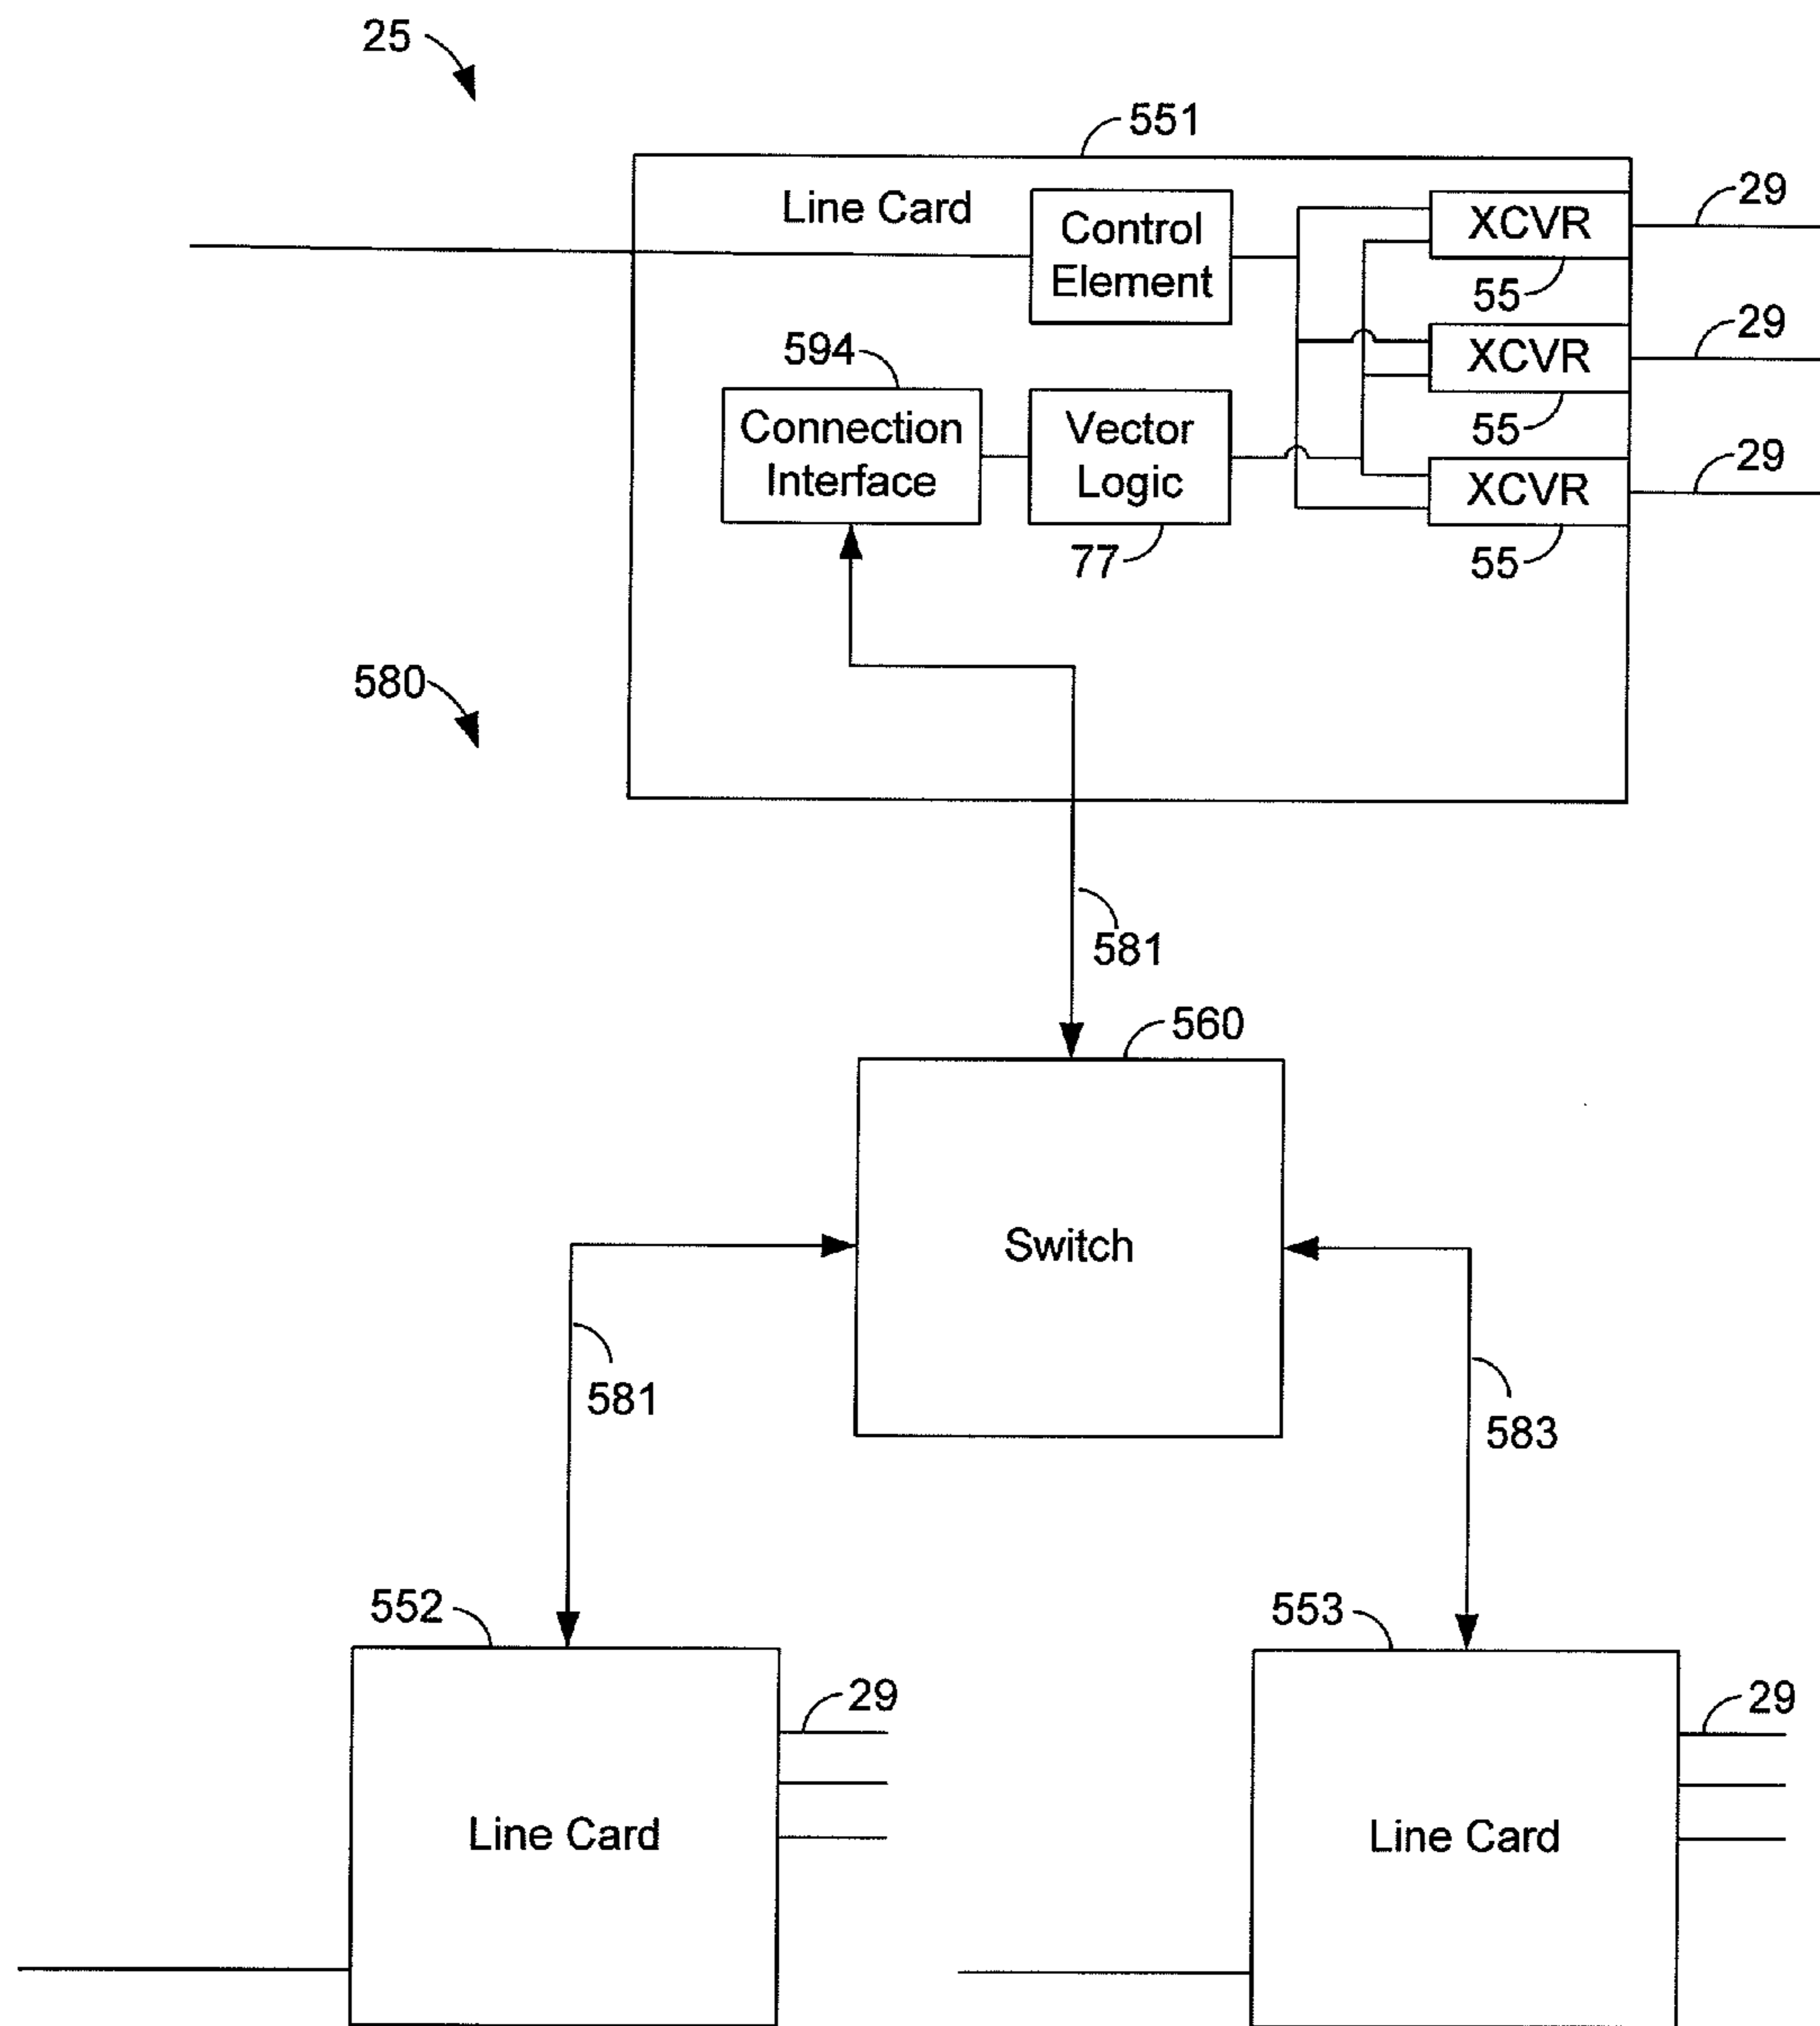 25
551
Line Card
Control
Element
XCVR
29
55
XCVR
29
55
XCVR
29
55
594
Connection
Interface
Vector
Logic
77
580
581
560
Switch
581
583
552
Line Card
29
553
Line Card
29